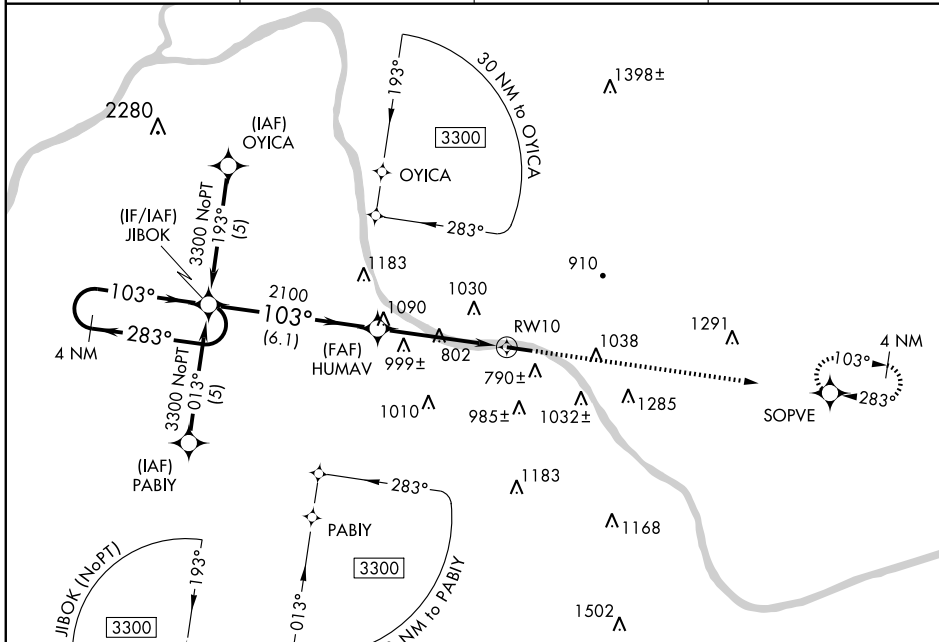 1398±
2280
(IAF)
OYICA
193°
30 NM to OYICA
3300
OYICA
283°
3300 NoPT
193°
(5)
(IF/IAF)
JIBOK
103°
283°
4 NM
2100
103°
(6.1)
1183
1090
1030
910
RW10
(FAF)
HUMAV
999±
802
790±
1038
1291
103°
4 NM
283°
SOPVE
3300 NoPT
013°
(5)
1010
985±
1032±
1285
(IAF)
PABIY
1183
1168
1502
283°
PABIY
3300
013°
NM to PABIY
JIBOK (NoPT)
193°
3300